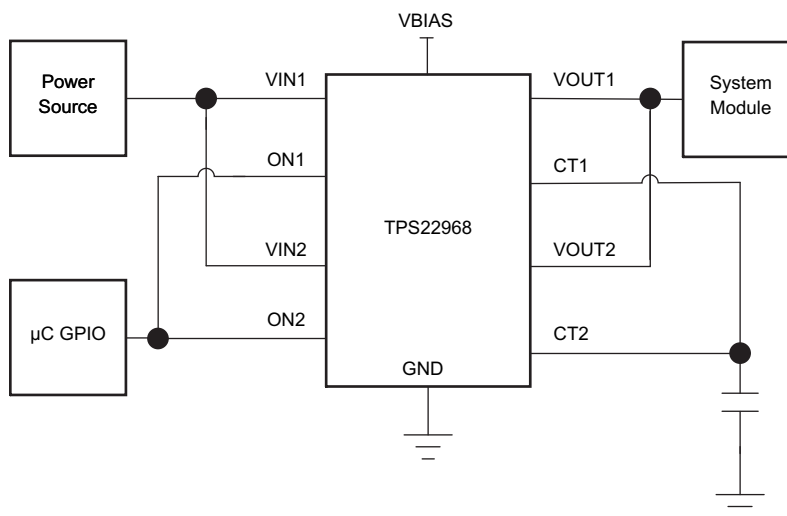 VBIAS
Power
Source
VIN1
VOUT1
System
Module
ON1
CT1
TPS22968
VIN2
VOUT2
µC GPIO
ON2
CT2
GND